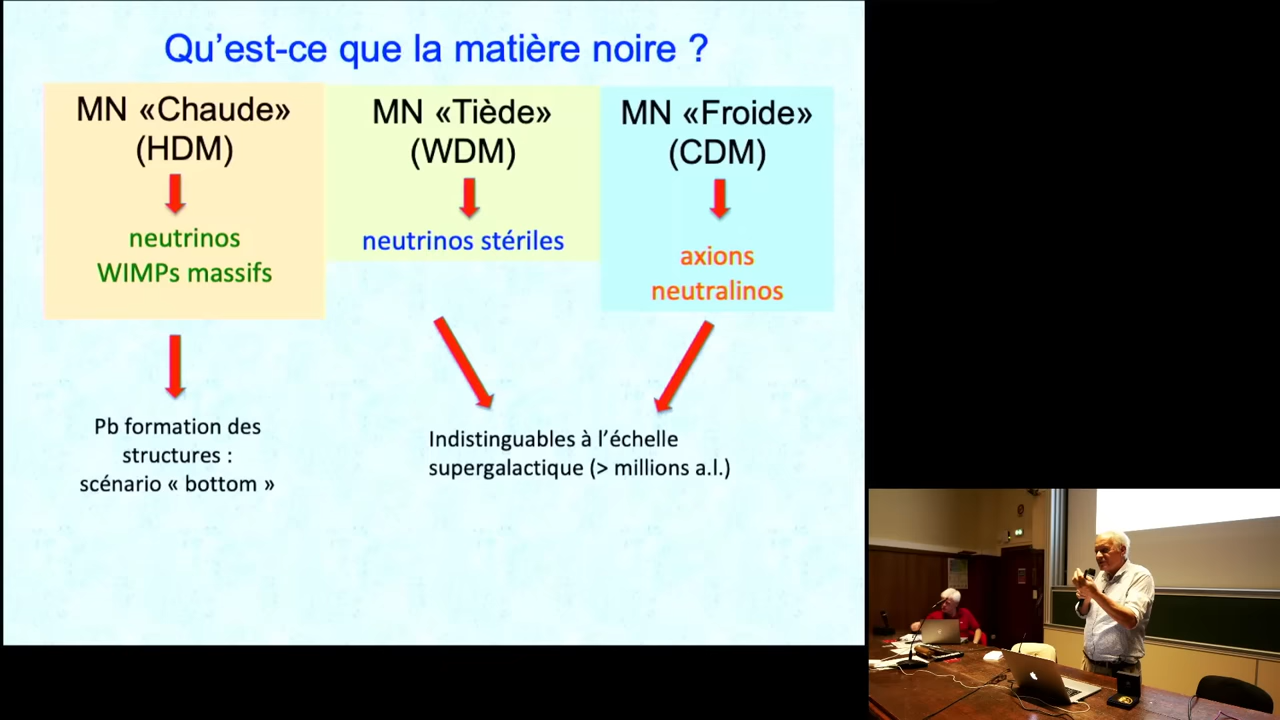 Qu’est-ce que la matière noire ?
MN «Chaude»
(HDM)
neutrinos
WIMPs massifs
Pb formation des
structures :
scénario « bottom »
MN «Tiède»
(WDM)
neutrinos stériles
MN «Froide»
(CDM)
axions
neutralinos
Indistinguables à l’échelle
supergalactique (> millions a.l.)